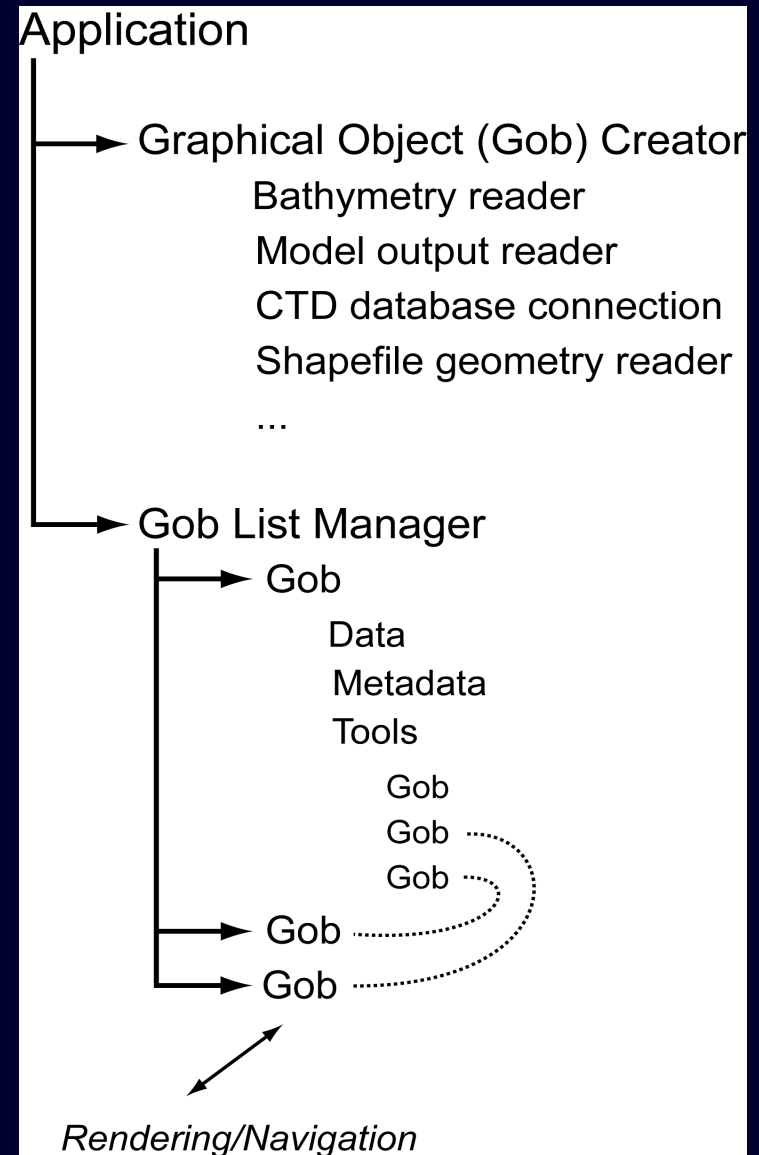 Application
Graphical Object (Gob) Creator
Bathymetry reader
Model output reader
CTD database connection
Shapefile geometry reader
...
Gob List Manager
Gob
Data
Metadata
Tools
Gob
Gob
Gob
Gob
Gob
Rendering/Navigation